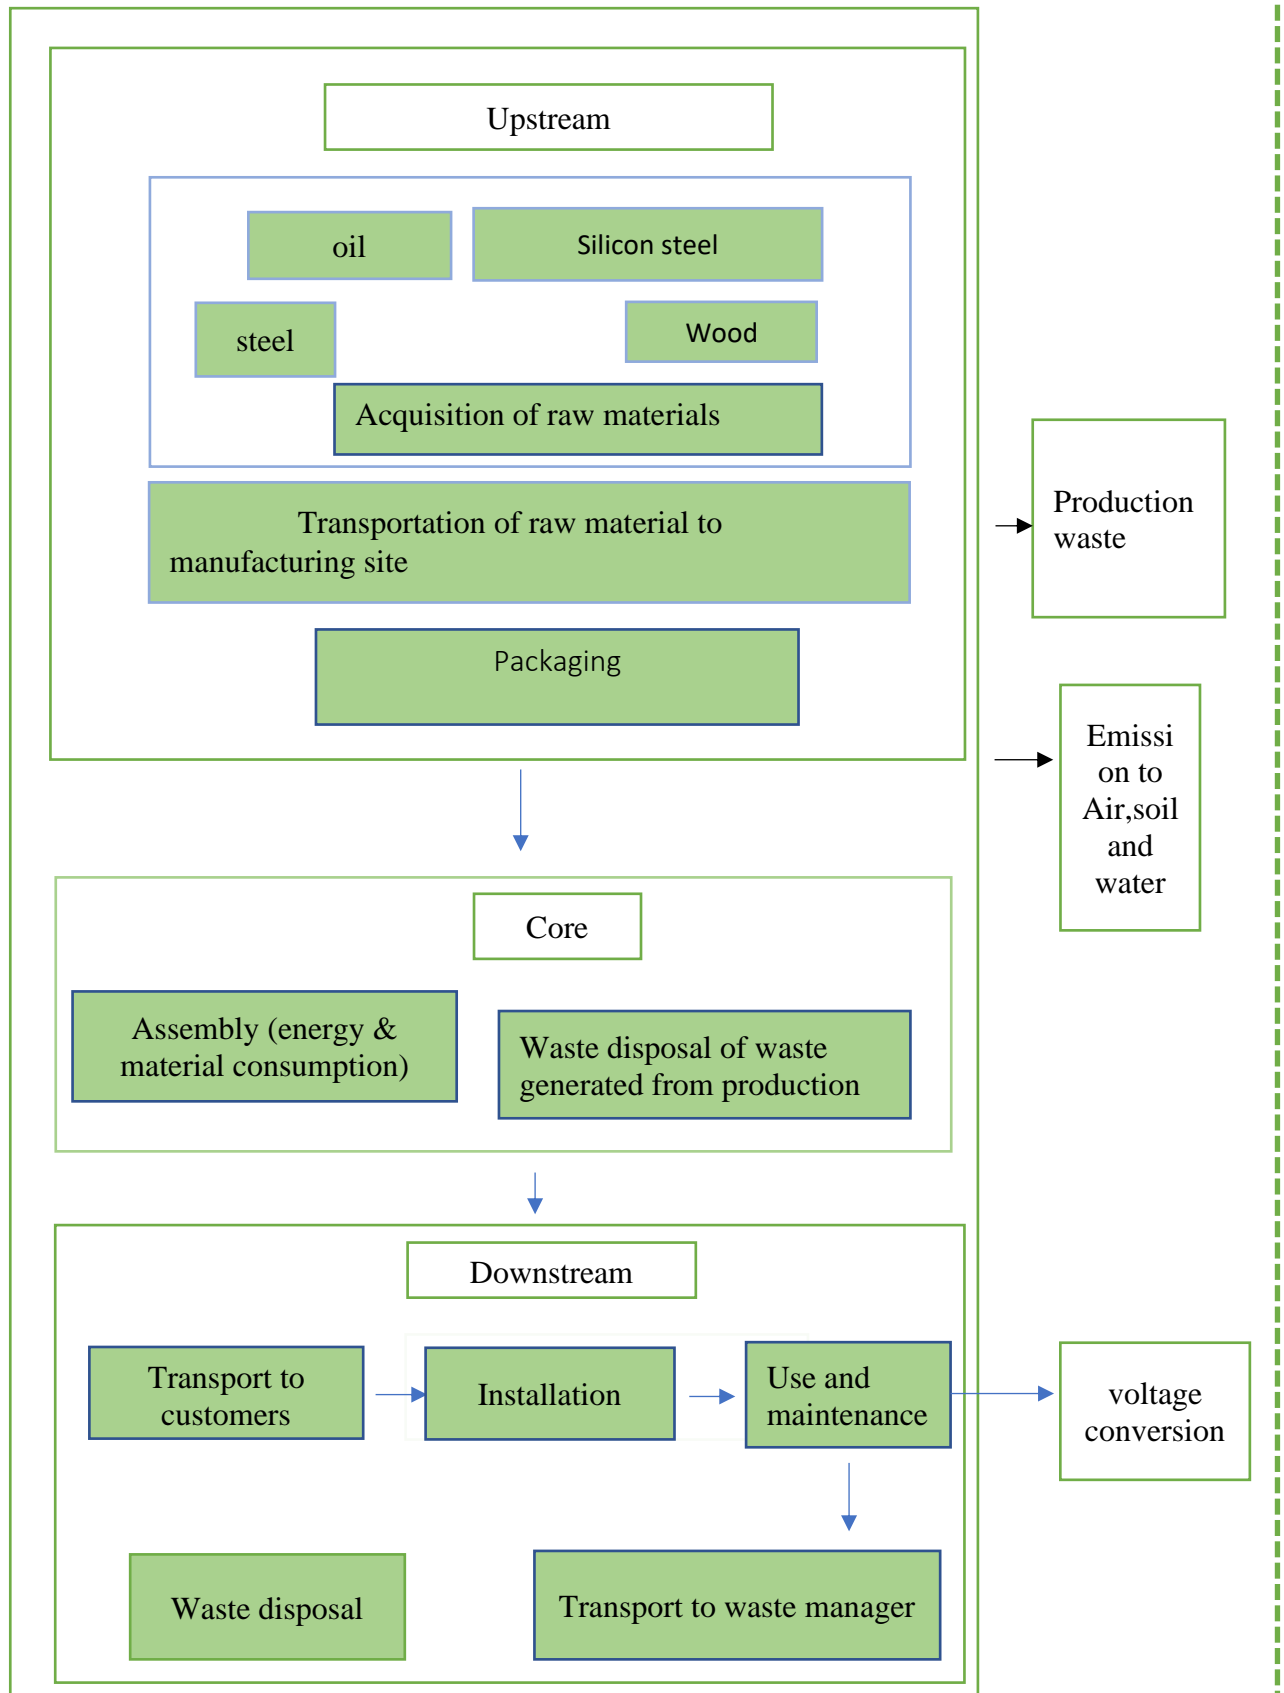 Upstream
oil
Silicon steel
steel
Wood
Acquisition of raw materials
Transportation of raw material to
manufacturing site
Packaging
Production
waste
Emissi
on to
Air,soil
and
water
Core
Assembly (energy &
material consumption)
Waste disposal of waste
generated from production
Downstream
Transport to
customers
Installation
Use and
maintenance
voltage
conversion
Waste disposal
Transport to waste manager